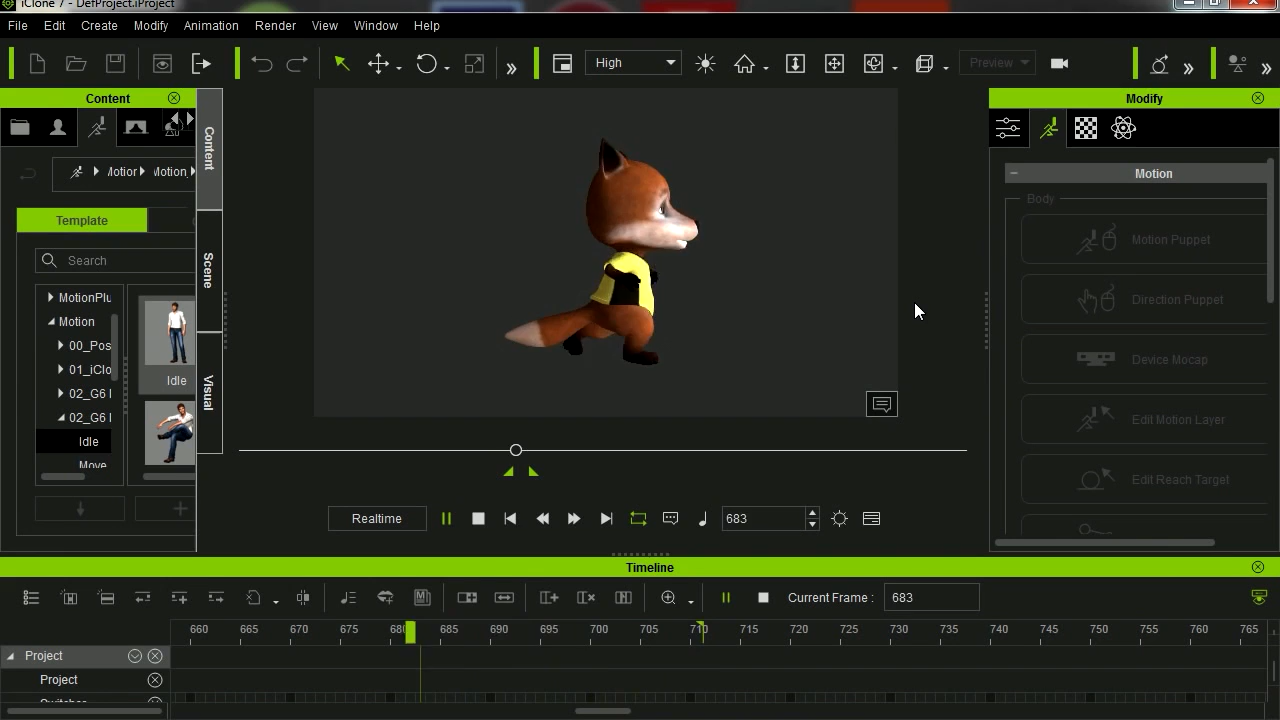 iClone 7 - DefProject.iProject
File Edit Create Modify Animation Render View Window Help
High
Preview
Content
Modify
Motion
Template
Search
MotionPlu
Motion
00_Pos
01_iClo
02_G6 I
02_G6 I
Idle
Move
Idle
Content
Scene
Visual
Motion
Body
Motion Puppet
Direction Puppet
Device Mocap
Edit Motion Layer
Edit Reach Target
Realtime
683
Timeline
Current Frame : 683
660 665 670 675 680 685 690 695 700 705 710 715 720 725 730 735 740 745 750 755 760 765
Project
Project